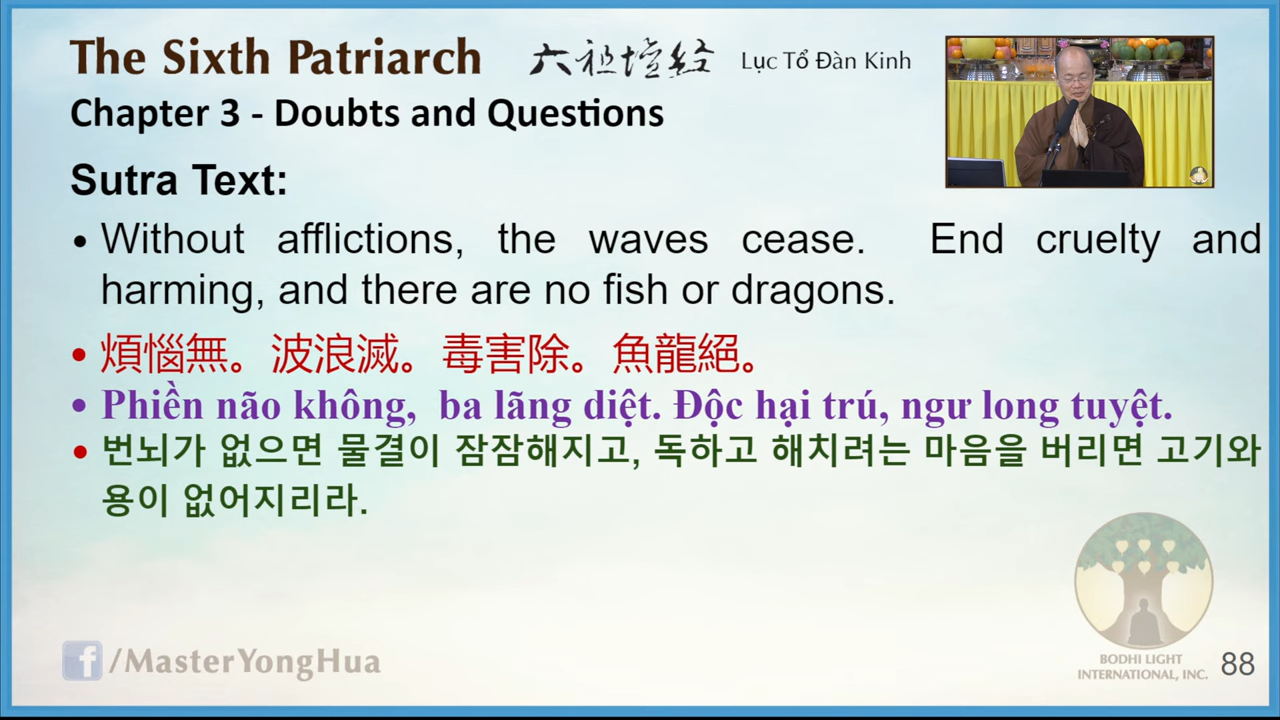 The Sixth Patriarch 六祖壇经 Lục Tổ Đàn Kinh
Chapter 3 - Doubts and Questions
Sutra Text:
• Without afflictions, the waves cease. End cruelty and
harming, and there are no fish or dragons.
• 煩惱無。波浪滅。毒害除。魚龍絕。
• Phiền não không, ba lãng diệt. Độc hại trú, ngư long tuyệt.
• 번뇌가 없으면 물결이 잠잠해지고, 독하고 해치려는 마음을 버리면 고기와
용이 없어지리라.
f/MasterYongHua
BODHI LIGHT
INTERNATIONAL, INC.
88